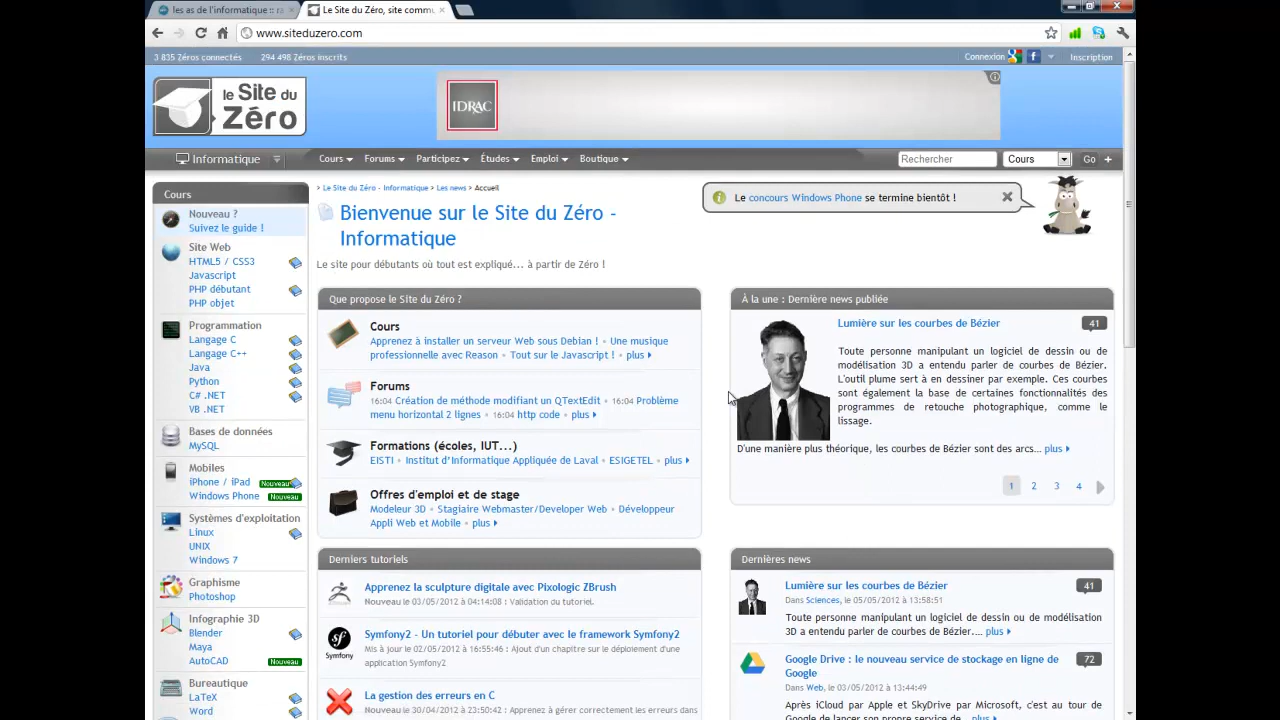 les as de l'informatique ::
Le Site du Zéro, site commu
www.siteduzero.com
3 835 Zéros connectés
294 498 Zéros inscrits
Connexion
f
Inscription
le Site du
Zéro
IDRAC
Informatique
Cours
Forums
Participez
Études
Emploi
Boutique
Rechercher
Cours
Go
+
Cours
Nouveau ?
Suivez le guide !
Site Web
HTML5 / CSS3
Javascript
PHP débutant
PHP objet
Programmation
Langage C
Langage C++
Java
Python
C# .NET
VB .NET
Bases de données
MySQL
Mobiles
iPhone / iPad Nouveau
Windows Phone Nouveau
Systèmes d'exploitation
Linux
UNIX
Windows 7
Graphisme
Photoshop
Infographie 3D
Blender
Maya
AutoCAD Nouveau
Bureautique
LaTeX
Word
> Le Site du Zéro - Informatique > Les news > Accueil
Le concours Windows Phone se termine bientôt !
Bienvenue sur le Site du Zéro -
Informatique
Le site pour débutants où tout est expliqué... à partir de Zéro !
Que propose le Site du Zéro ?
Cours
Apprenez à installer un serveur Web sous Debian ! • Une musique
professionnelle avec Reason • Tout sur le Javascript ! • plus
Forums
16:04 Création de méthode modifiant un QTextEdit • 16:04 Problème
menu horizontal 2 lignes • 16:04 http code • plus
Formations (écoles, IUT...)
EISTI • Institut d'Informatique Appliquée de Laval • ESIGETEL • plus
Offres d'emploi et de stage
Modeleur 3D • Stagiaire Webmaster/Developer Web • Développeur
Appli Web et Mobile • plus
À la une : Dernière news publiée
Lumière sur les courbes de Bézier
41
Toute personne manipulant un logiciel de dessin ou de
modélisation 3D a entendu parler de courbes de Bézier.
L'outil plume sert à en dessiner par exemple. Ces courbes
sont également la base de certaines fonctionnalités des
programmes de retouche photographique, comme le
lissage.
D'une manière plus théorique, les courbes de Bézier sont des arcs... plus
1 2 3 4
Derniers tutoriels
Apprenez la sculpture digitale avec Pixologic ZBrush
Nouveau le 03/05/2012 à 04:14:08 : Validation du tutoriel.
Symfony
Symfony2 - Un tutoriel pour débuter avec le framework Symfony2
Mis à jour le 02/05/2012 à 16:55:46 : Ajout d'un chapitre sur le déploiement d'une
application Symfony2
La gestion des erreurs en C
Nouveau le 30/04/2012 à 23:50:42 : Apprenez à gérer correctement les erreurs dans
Dernières news
Lumière sur les courbes de Bézier
41
Dans Sciences, le 05/05/2012 à 13:58:51
Toute personne manipulant un logiciel de dessin ou de modélisation
3D a entendu parler de courbes de Bézier.... plus
Google Drive : le nouveau service de stockage en ligne de
Google
72
Dans Web, le 03/05/2012 à 13:44:49
Après iCloud par Apple et SkyDrive par Microsoft, c'est au tour de
Google de lancer son propre service de... plus